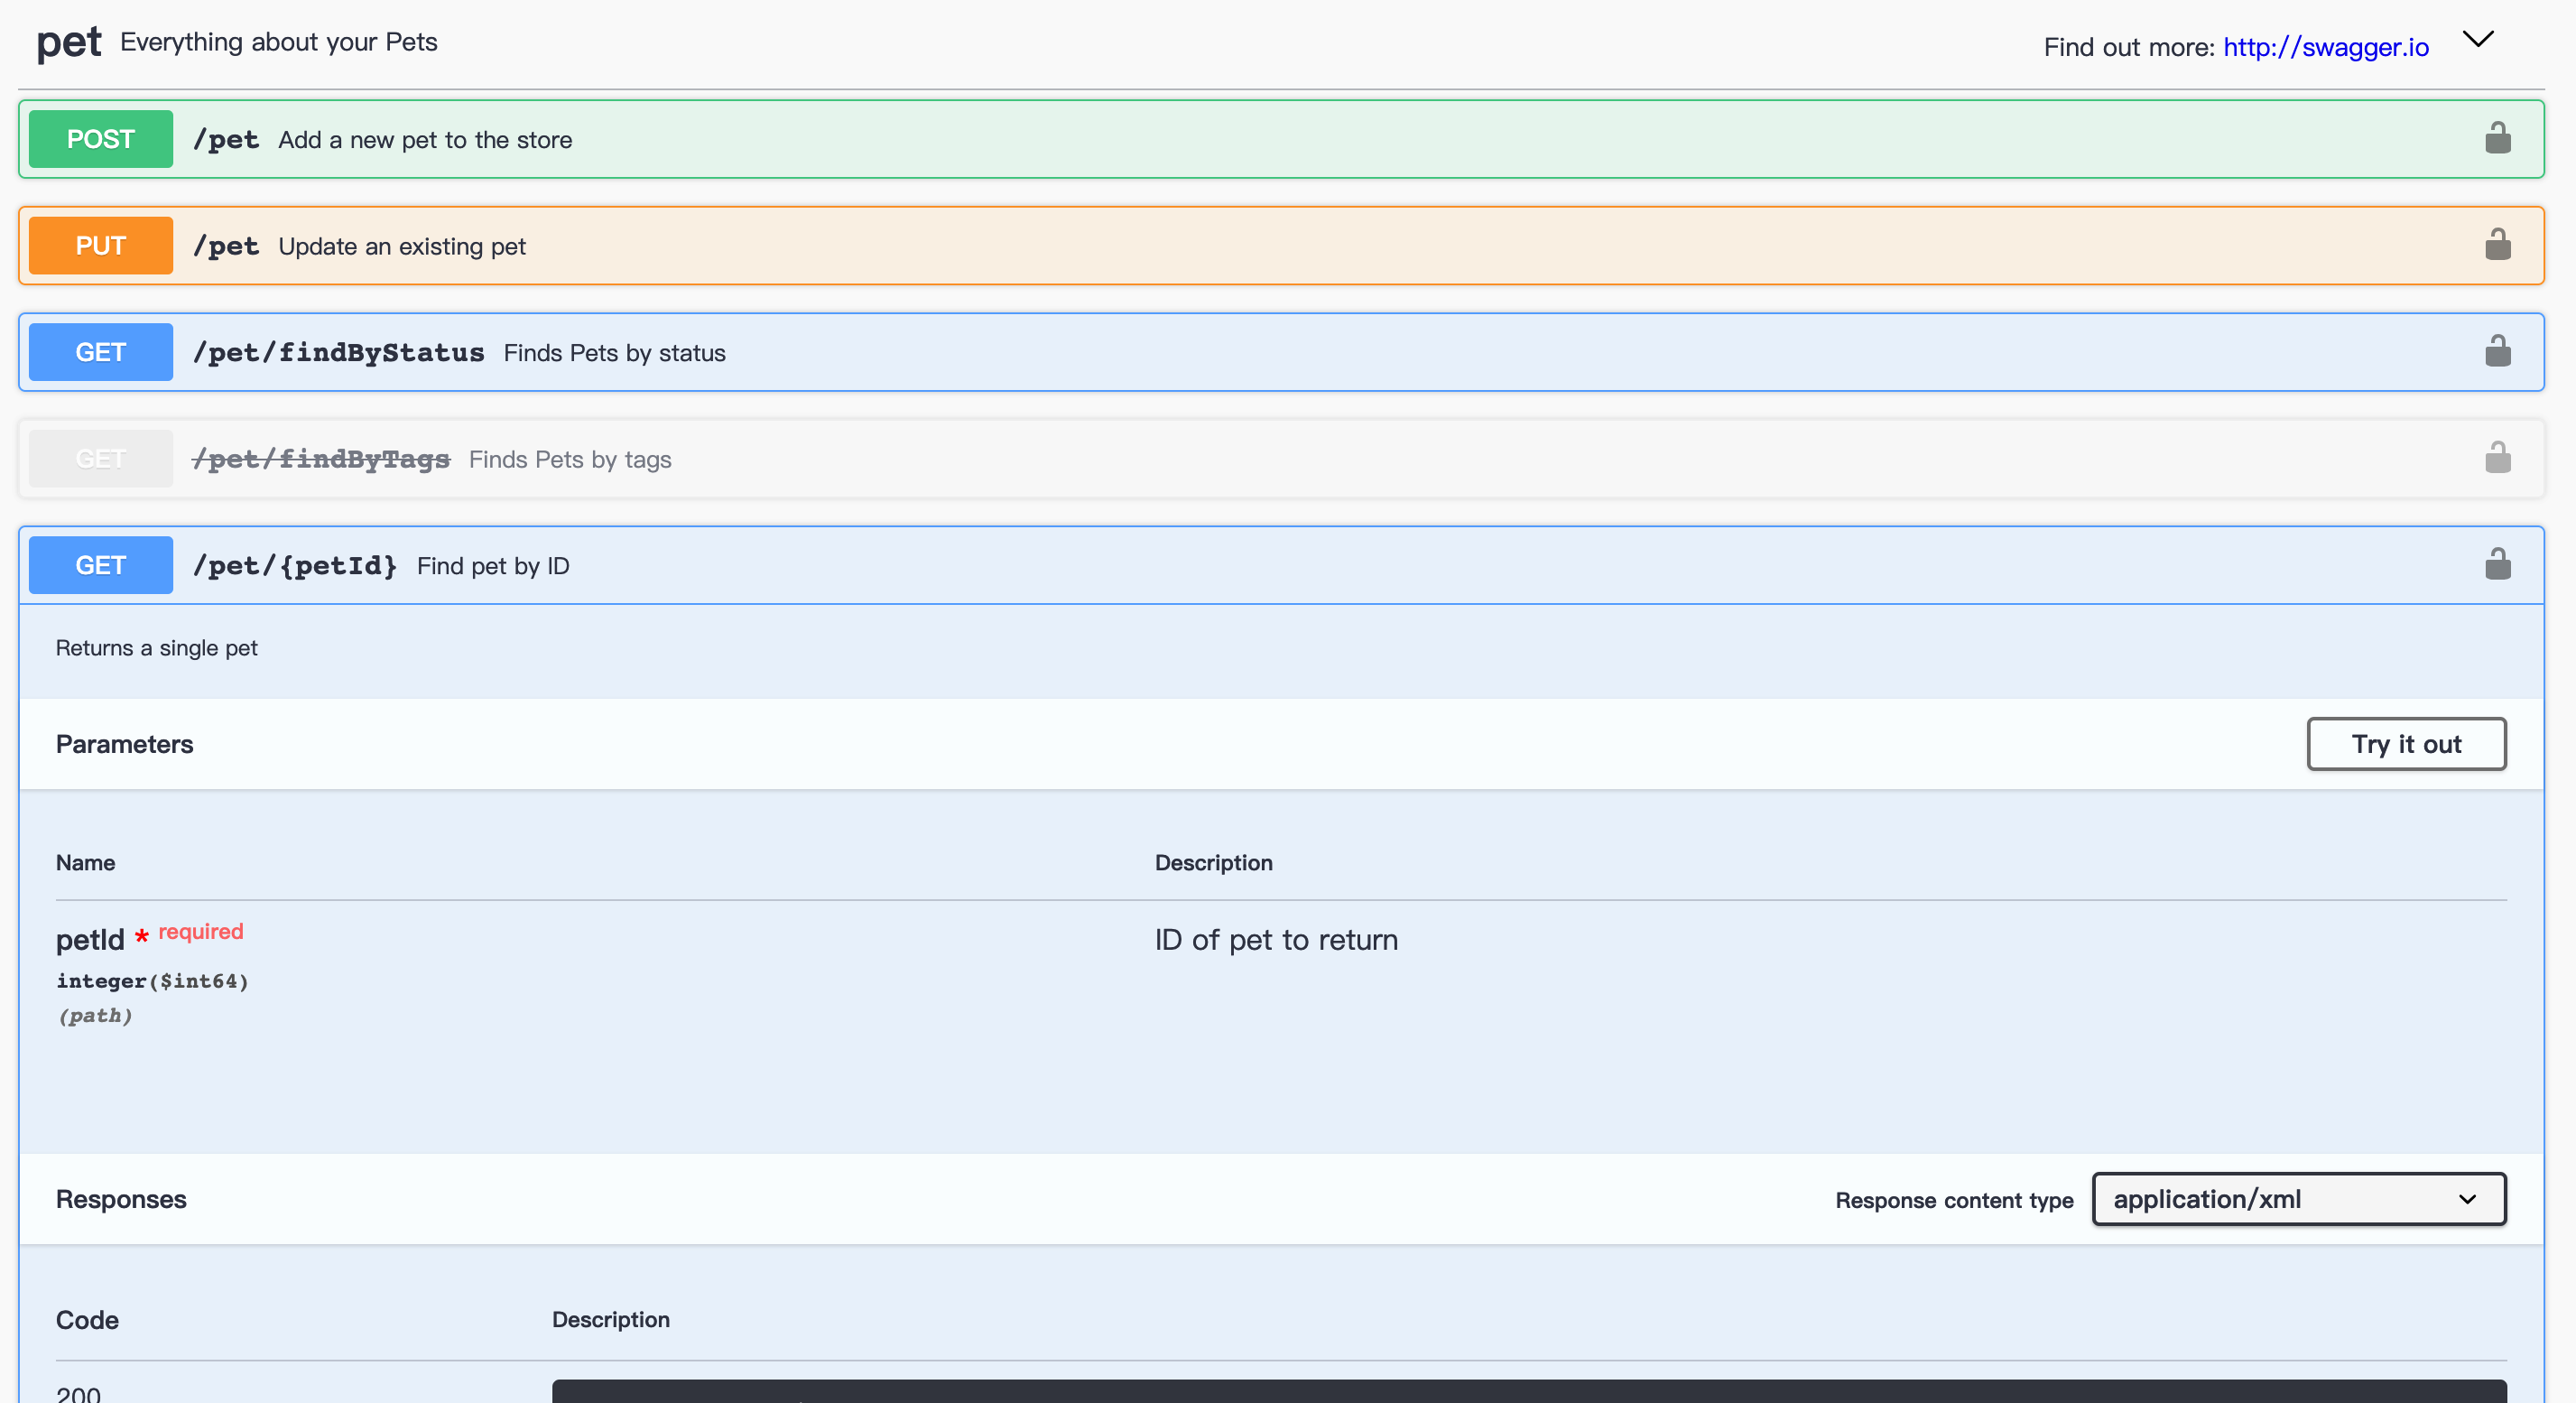 pet Everything about your Pets Find out more: http://swagger.io
POST /pet Add a new pet to the store
PUT /pet Update an existing pet
GET /pet/findByStatus Finds Pets by status
GET /pet/findByTags Finds Pets by tags
GET /pet/{petId} Find pet by ID
Returns a single pet
Parameters Try it out
Name Description
petId * required ID of pet to return
integer($int64)
(path)
Responses Response content type application/xml
Code Description
200